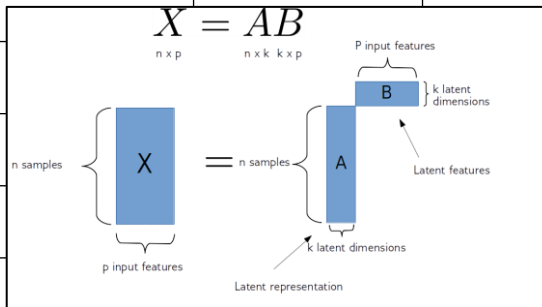 X = AB
n x p n x k k x p
P input features
B
k latent
dimensions
n samples
X
=
n samples
A
Latent features
k latent dimensions
p input features
Latent representation